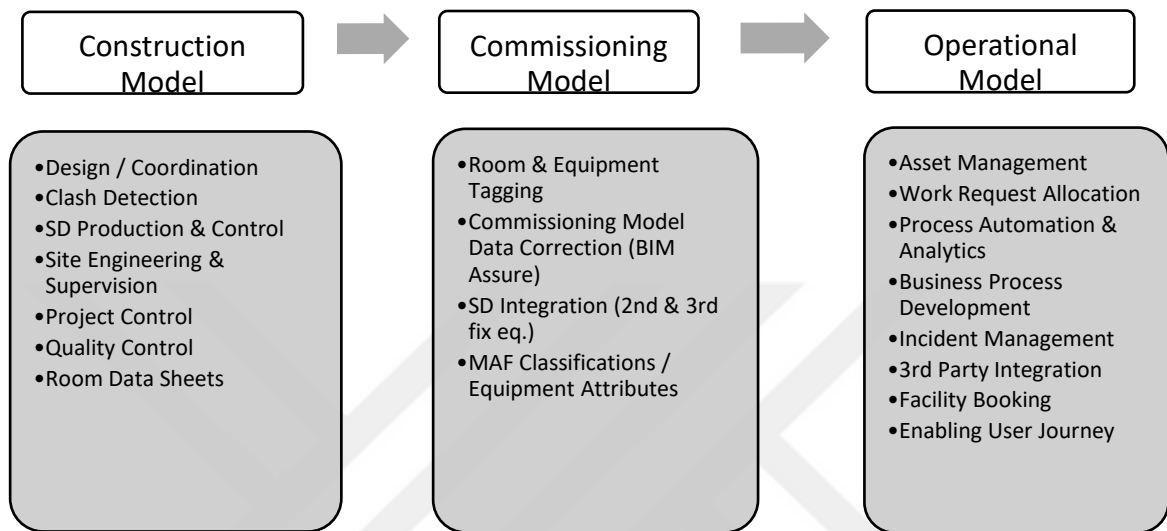 Construction
Model
Commissioning
Model
Operational
Model
•Design / Coordination
•Clash Detection
•SD Production & Control
•Site Engineering &
Supervision
•Project Control
•Quality Control
•Room Data Sheets
•Room & Equipment
Tagging
•Commissioning Model
Data Correction (BIM
Assure)
•SD Integration (2nd & 3rd
fix eq.)
•MAF Classifications /
Equipment Attributes
•Asset Management
•Work Request Allocation
•Process Automation &
Analytics
•Business Process
Development
•Incident Management
•3rd Party Integration
•Facility Booking
•Enabling User Journey